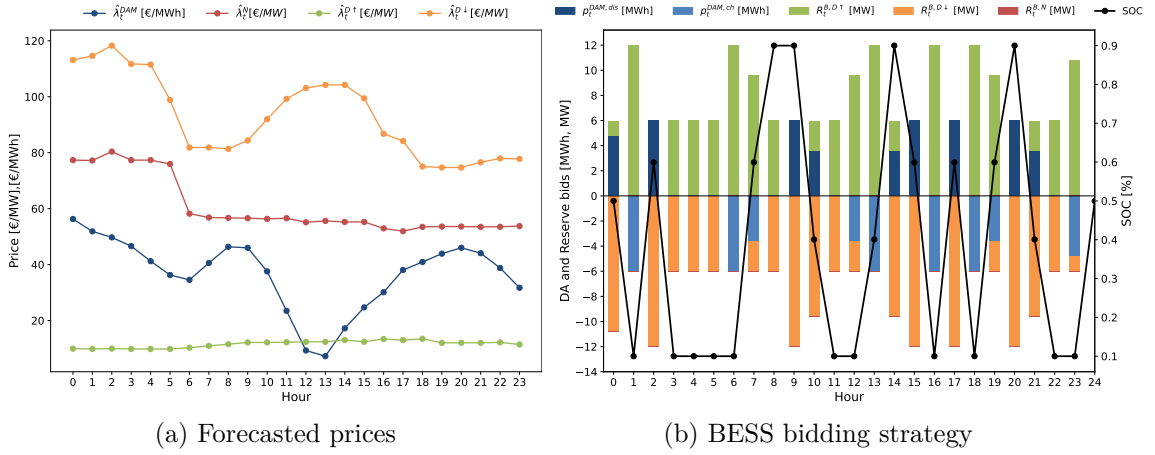 λ̂ₜᴰᴬᴹ [€/MWh] λ̂ₜᴺ[€/MW] λ̂ₜᴰ↑ [€/MW] λ̂ₜᴰ↓ [€/MW]
Price [€/MW],[€/MWh]
120
100
80
60
40
20
0 1 2 3 4 5 6 7 8 9 10 11 12 13 14 15 16 17 18 19 20 21 22 23
Hour
(a) Forecasted prices
pₜ^{DAM,dis} [MWh] pₜ^{DAM,ch} [MWh] Rₜ^{B,D↑} [MW] Rₜ^{B,D↓} [MW] Rₜ^{B,N} [MW] SOC
DA and Reserve bids [MWh, MW]
12
10
8
6
4
2
0
−2
−4
−6
−8
−10
−12
−14
0.9
0.8
0.7
0.6
0.5
0.4
0.3
0.2
0.1
SOC [%]
0 1 2 3 4 5 6 7 8 9 10 11 12 13 14 15 16 17 18 19 20 21 22 23 24
Hour
(b) BESS bidding strategy